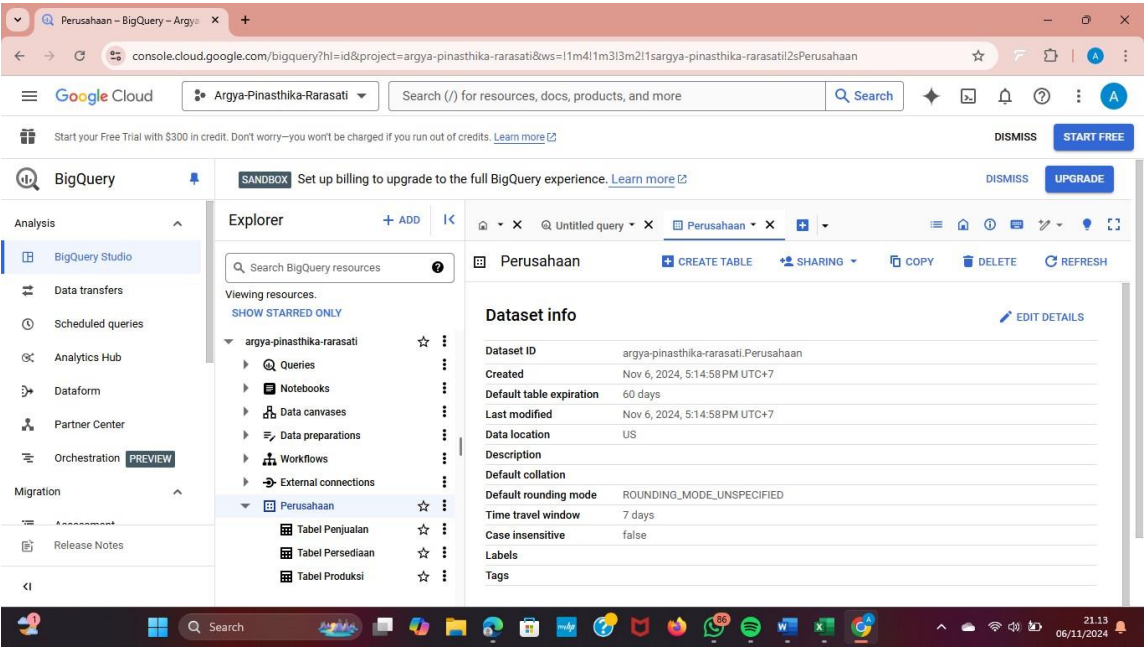 Perusahaan – BigQuery – Argya
console.cloud.google.com/bigquery?hl=id&project=argya-pinasthika-rarasati&ws=!1m4!1m3!3m2!1sargya-pinasthika-rarasati!2sPerusahaan
A
Google Cloud
Argya-Pinasthika-Rarasati
Search (/) for resources, docs, products, and more
Search
A
Start your Free Trial with $300 in credit. Don't worry—you won't be charged if you run out of credits. Learn more
DISMISS
START FREE
BigQuery
SANDBOX Set up billing to upgrade to the full BigQuery experience. Learn more
DISMISS
UPGRADE
Analysis
BigQuery Studio
Data transfers
Scheduled queries
Analytics Hub
Dataform
Partner Center
Orchestration PREVIEW
Migration
Assessment
Release Notes
Explorer
+ ADD
Search BigQuery resources
Viewing resources.
SHOW STARRED ONLY
argya-pinasthika-rarasati
Queries
Notebooks
Data canvases
Data preparations
Workflows
External connections
Perusahaan
Tabel Penjualan
Tabel Persediaan
Tabel Produksi
Untitled query
Perusahaan
Perusahaan
CREATE TABLE
SHARING
COPY
DELETE
REFRESH
Dataset info
EDIT DETAILS
Dataset ID argya-pinasthika-rarasati.Perusahaan
Created Nov 6, 2024, 5:14:58 PM UTC+7
Default table expiration 60 days
Last modified Nov 6, 2024, 5:14:58 PM UTC+7
Data location US
Description
Default collation
Default rounding mode ROUNDING_MODE_UNSPECIFIED
Time travel window 7 days
Case insensitive false
Labels
Tags
1
Search
myhp
86
21.13
06/11/2024